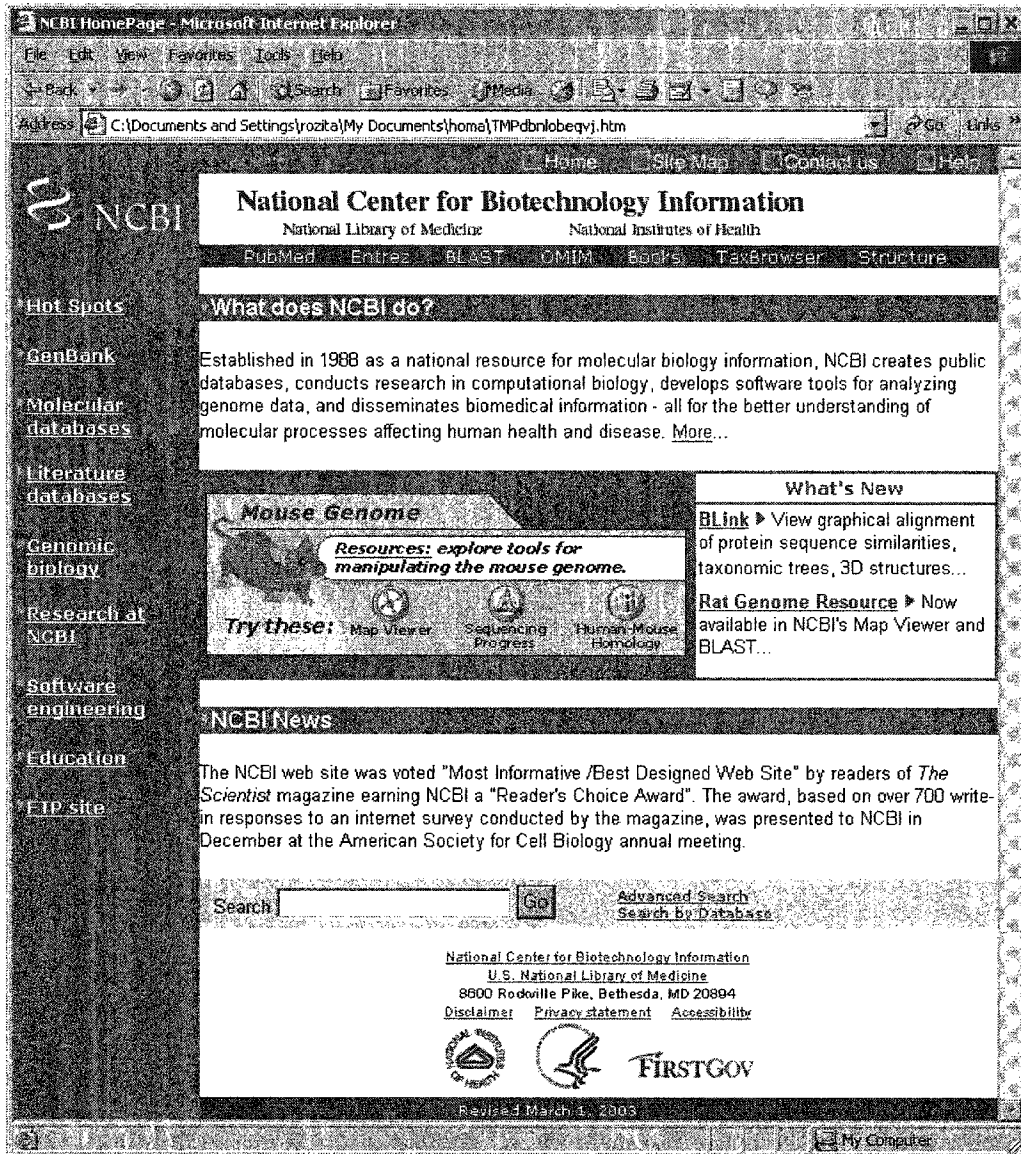 NCBI HomePage - Microsoft Internet Explorer
File Edit View Favorites Tools Help
Back Search Favorites Media
Address C:\Documents and Settings\rozita\My Documents\homa\TMPdbnlobeqvj.htm Go Links »
Home Site Map Contact us Help
NCBI
National Center for Biotechnology Information
National Library of Medicine National Institutes of Health
PubMed Entrez BLAST OMIM Books TaxBrowser Structure
Hot Spots
GenBank
Molecular
databases
Literature
databases
Genomic
biology
Research at
NCBI
Software
engineering
Education
FTP site
What does NCBI do?
Established in 1988 as a national resource for molecular biology information, NCBI creates public
databases, conducts research in computational biology, develops software tools for analyzing
genome data, and disseminates biomedical information - all for the better understanding of
molecular processes affecting human health and disease. More...
Mouse Genome
Resources: explore tools for
manipulating the mouse genome.
Try these: Map Viewer Sequencing Progress Human-Mouse Homology
What's New
BLink View graphical alignment
of protein sequence similarities,
taxonomic trees, 3D structures...
Rat Genome Resource Now
available in NCBI's Map Viewer and
BLAST...
NCBI News
The NCBI web site was voted "Most Informative /Best Designed Web Site" by readers of The
Scientist magazine earning NCBI a "Reader's Choice Award". The award, based on over 700 write-
in responses to an internet survey conducted by the magazine, was presented to NCBI in
December at the American Society for Cell Biology annual meeting.
Search Go Advanced Search
Search by Database
National Center for Biotechnology Information
U.S. National Library of Medicine
8600 Rockville Pike, Bethesda, MD 20894
Disclaimer Privacy statement Accessibility
NATIONAL INSTITUTES OF HEALTH
FIRSTGOV
Revised March 1, 2003
My Computer